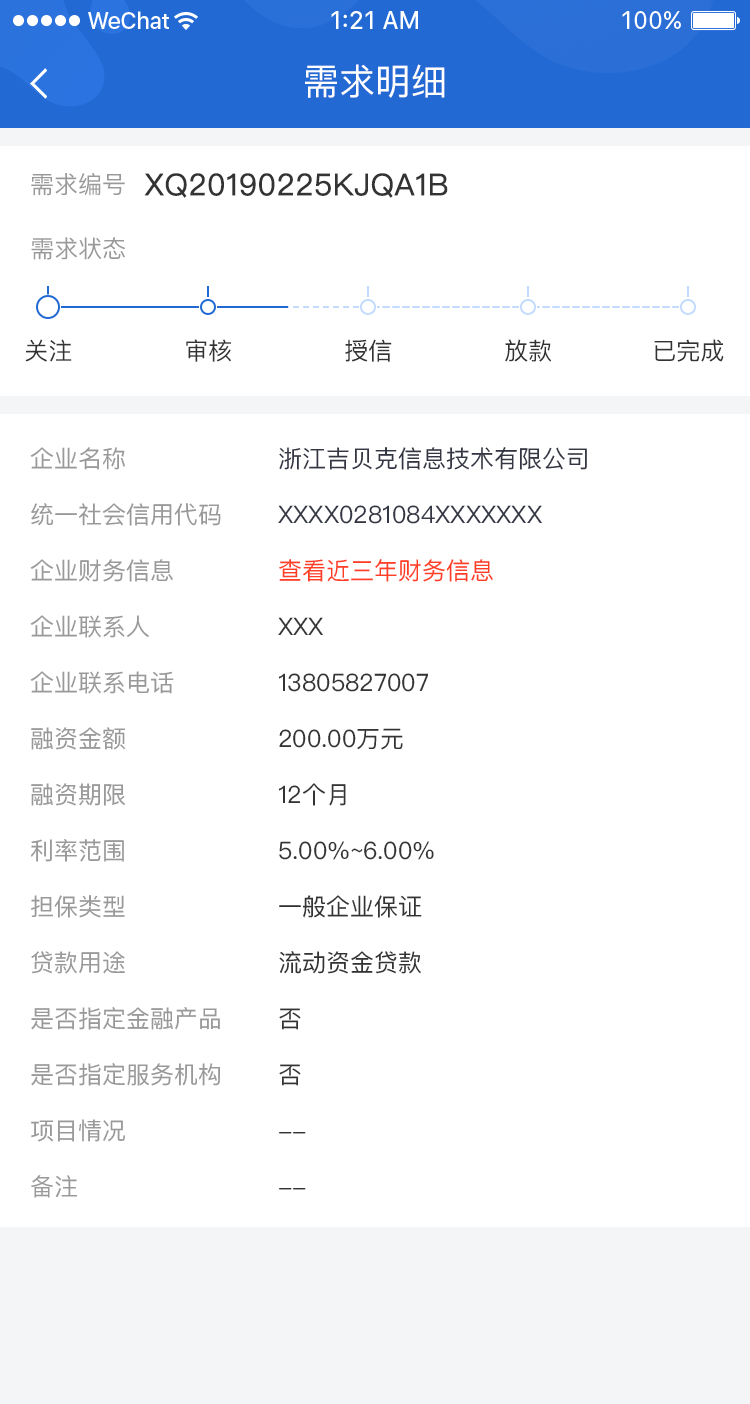 WeChat 1:21 AM 100%
需求明细
需求编号 XQ20190225KJQA1B
需求状态
关注 审核 授信 放款 已完成
企业名称 浙江吉贝克信息技术有限公司
统一社会信用代码 XXXX0281084XXXXXXX
企业财务信息 查看近三年财务信息
企业联系人 XXX
企业联系电话 13805827007
融资金额 200.00万元
融资期限 12个月
利率范围 5.00%~6.00%
担保类型 一般企业保证
贷款用途 流动资金贷款
是否指定金融产品 否
是否指定服务机构 否
项目情况 --
备注 --